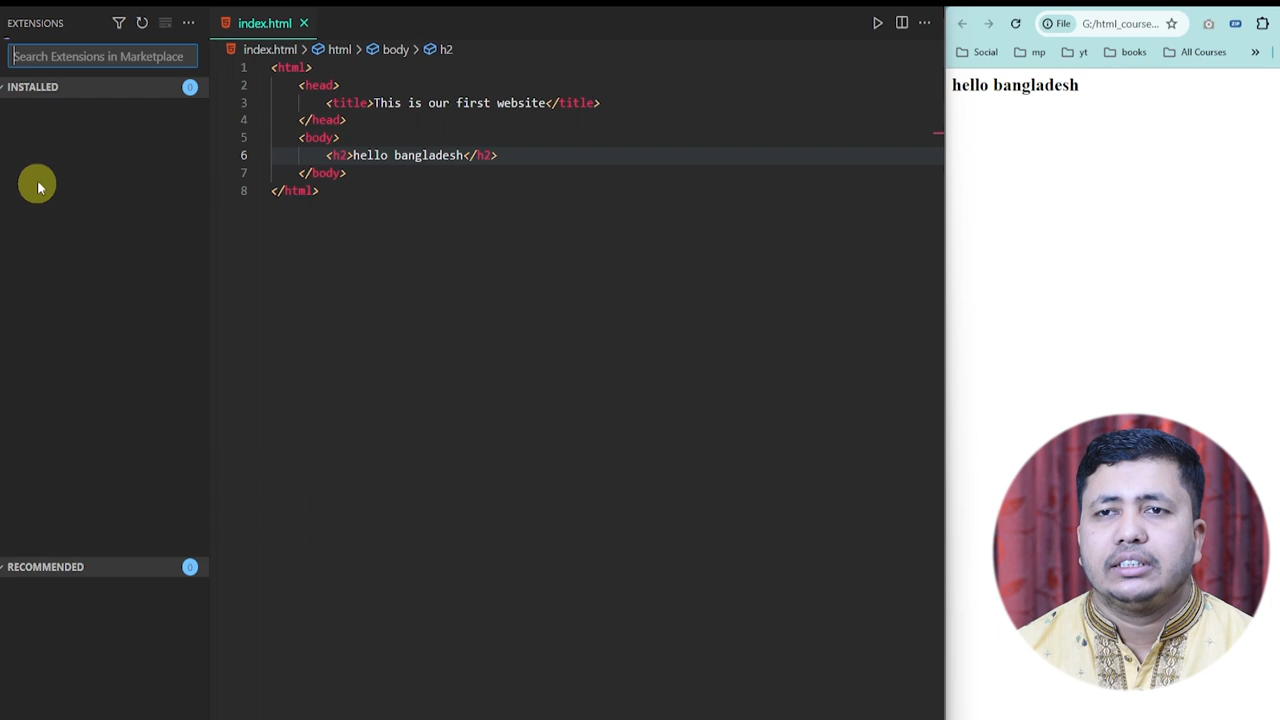 EXTENSIONS
Search Extensions in Marketplace
INSTALLED
0
RECOMMENDED
0
index.html
index.html > html > body > h2
1 <html>
2 <head>
3 <title>This is our first website</title>
4 </head>
5 <body>
6 <h2>hello bangladesh</h2>
7 </body>
8 </html>
File G:/html_course...
ZIP
Social mp yt books All Courses
hello bangladesh